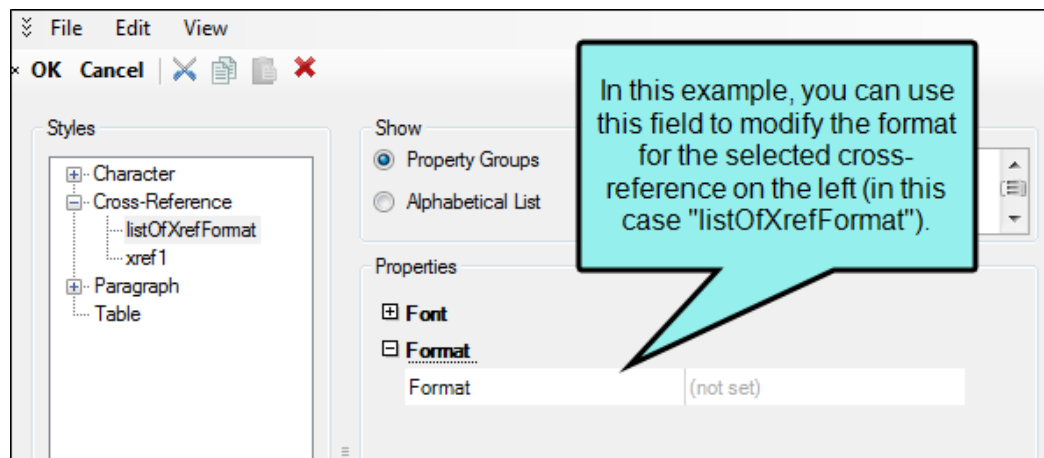 File Edit View
OK Cancel
Styles
Character
Cross-Reference
listOfXrefFormat
xref1
Paragraph
Table
Show
Property Groups
Alphabetical List
In this example, you can use
this field to modify the format
for the selected cross-
reference on the left (in this
case "listOfXrefFormat").
Properties
Font
Format
Format (not set)